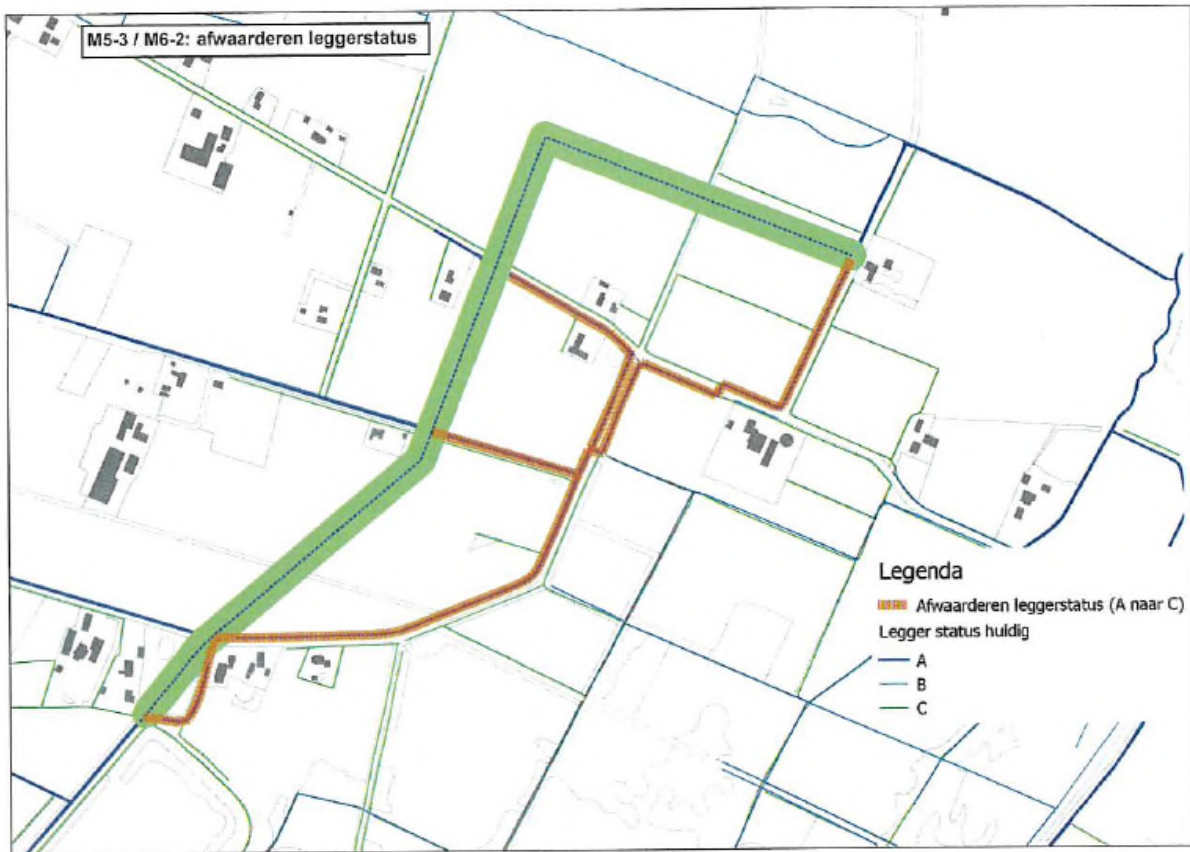 M5-3 / M6-2: afwaarderen leggerstatus
Legenda
Afwaarderen leggerstatus (A naar C)
Legger status huidig
A
B
C